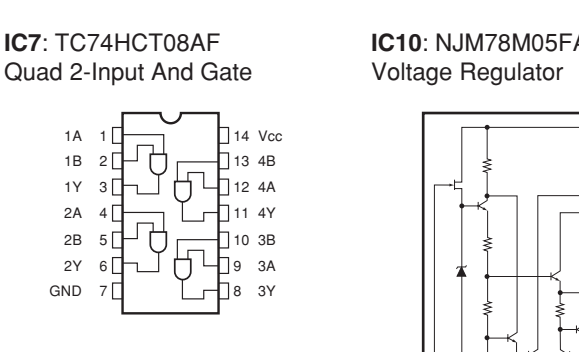 IC7: TC74HCT08AF
Quad 2-Input And Gate
1A 1 14 Vcc
1B 2 13 4B
1Y 3 12 4A
2A 4 11 4Y
2B 5 10 3B
2Y 6 9 3A
GND 7 8 3Y
IC10: NJM78M05FA
Voltage Regulator